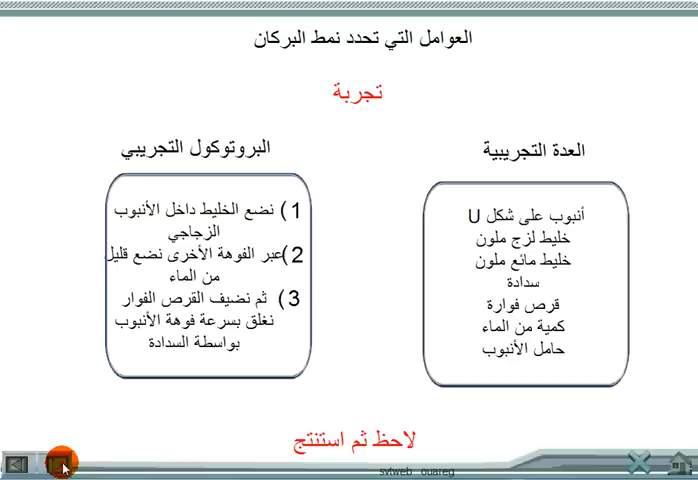 العوامل التي تحدد نمط البركان
تجربة
العدة التجريبية
أنبوب على شكل U
خليط لزج ملون
خليط مائع ملون
سدادة
قرص فوارة
كمية من الماء
حامل الأنبوب
البروتوكول التجريبي
1) نضع الخليط داخل الأنبوب
الزجاجي
2) عبر الفوهة الأخرى نضع قليل
من الماء
3) ثم نضيف القرص الفوار
نغلق بسرعة فوهة الأنبوب
بواسطة السدادة
لاحظ ثم استنتج
svtweb ouareg